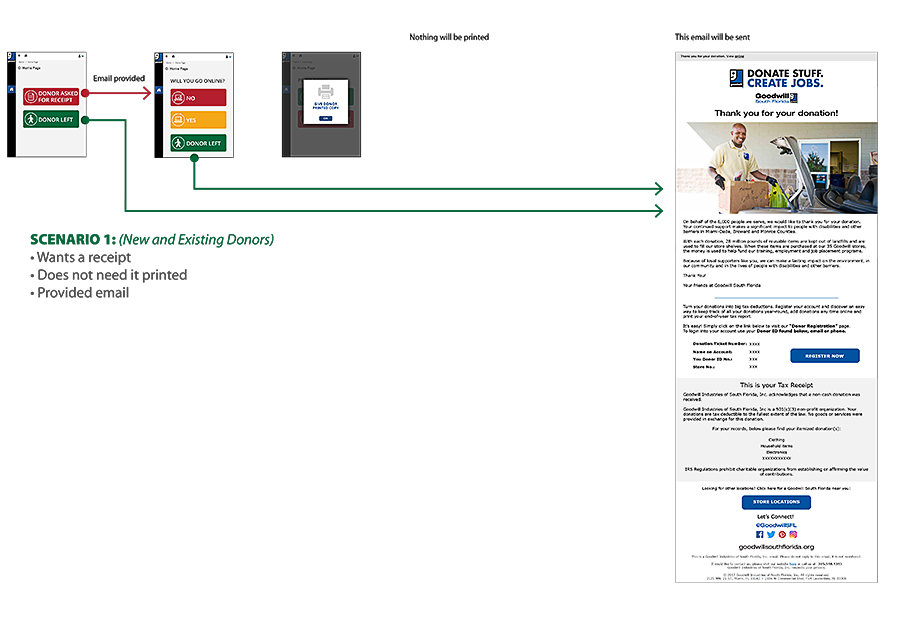 Nothing will be printed
This email will be sent
Home Page
DONOR ASKED
FOR RECEIPT
DONOR LEFT
Email provided
Home Page
WILL YOU GO ONLINE?
NO
YES
DONOR LEFT
GIVE DONOR
PRINTED COPY
SCENARIO 1: (New and Existing Donors)
• Wants a receipt
• Does not need it printed
• Provided email
Thank you for your donation. View online
DONATE STUFF.
CREATE JOBS.
Goodwill
South Florida
Thank you for your donation!
On behalf of the 6,000 people we serve, we would like to thank you for your donation.
Your continued support makes a significant impact to people with disabilities and other
barriers in Miami-Dade, Broward and Monroe Counties.
With each donation, 28 million pounds of reusable items are kept out of landfills and are
used to fill our store shelves. When these items are purchased at our 35 Goodwill stores,
the money is used to help fund our training, employment and job placement programs.
Because of local supporters like you, we can make a lasting impact on the environment, in
our community and in the lives of people with disabilities and other barriers.
Thank You!
Your friends at Goodwill South Florida
Turn your donations into big tax deductions. Register your account and discover an easy
way to keep track of all your donations year-round, add donations any time online and
print your end-of-year tax report.
It's easy! Simply click on the link below to visit our "Donor Registration" page.
To login into your account use your Donor ID found below, email or phone.
Donation Ticket Number: XXXX
Name on Account: XXXX
You Donor ID No.: XXX
Store No.: XXX
REGISTER NOW
This is your Tax Receipt
Goodwill Industries of South Florida, Inc. acknowledges that a non-cash donation was
received.
Goodwill Industries of South Florida, Inc is a 501(c)(3) non-profit organization. Your
donations are tax deductible to the fullest extent of the law. No goods or services were
provided in exchange for this donation.
For your records, below please find your itemized donation(s):
Clothing
Household items
Electronics
XXXXXXXXXXX
IRS Regulations prohibit charitable organizations from establishing or affirming the value
of contributions.
Looking for other locations? Click here for a Goodwill South Florida near you:
STORE LOCATIONS
Let's Connect!
@GoodwillSFL
goodwillsouthflorida.org